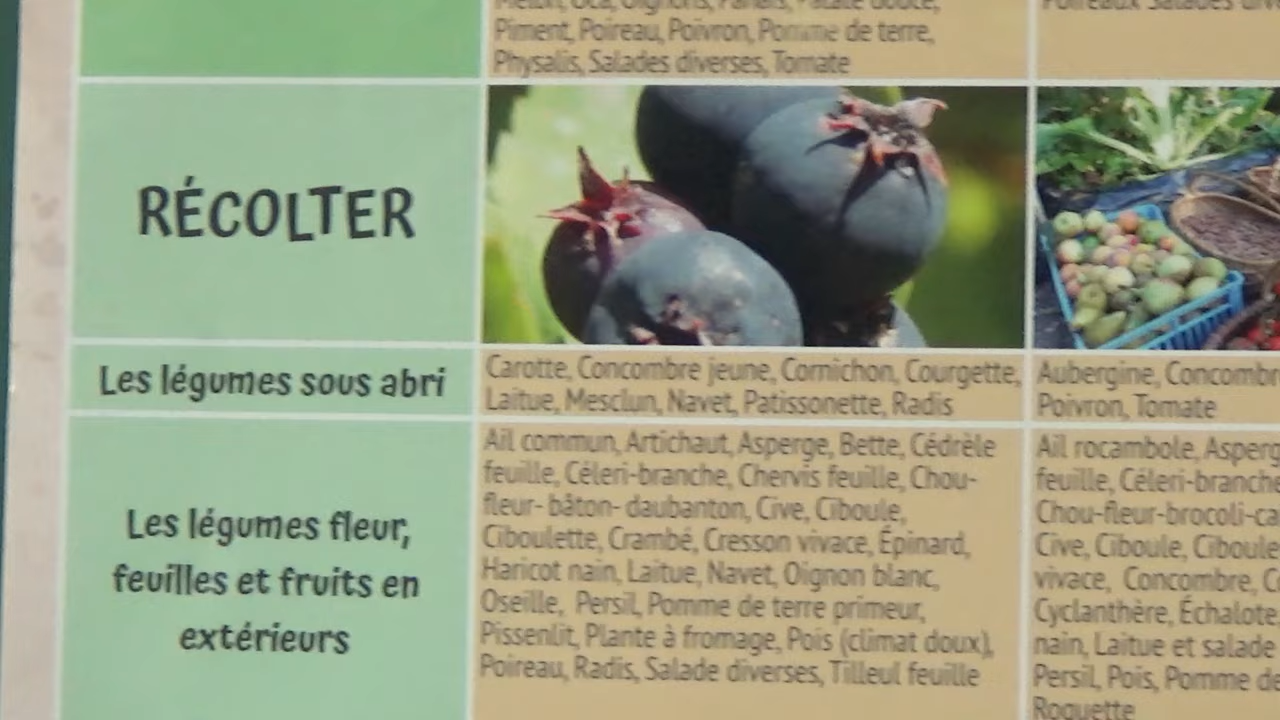 Piment, Poireau, Poivron, Pomme de terre,
Physalis, Salades diverses, Tomate
RÉCOLTER
Les légumes sous abri
Carotte, Concombre jeune, Cornichon, Courgette,
Laitue, Mesclun, Navet, Patissonette, Radis
Aubergine, Concombr
Poivron, Tomate
Les légumes fleur,
feuilles et fruits en
extérieurs
Ail commun, Artichaut, Asperge, Bette, Cédrèle
feuille, Céleri-branche, Chervis feuille, Chou-
fleur- bâton- daubanton, Cive, Ciboule,
Ciboulette, Crambé, Cresson vivace, Épinard,
Haricot nain, Laitue, Navet, Oignon blanc,
Oseille, Persil, Pomme de terre primeur,
Pissenlit, Plante à fromage, Pois (climat doux),
Poireau, Radis, Salade diverses, Tilleul feuille
Ail rocambole, Asperg
feuille, Céleri-branche
Chou-fleur-brocoli-ca
Cive, Ciboule, Ciboule
vivace, Concombre, C
Cyclanthère, Échalote
nain, Laitue et salade
Persil, Pois, Pomme de
Roquette